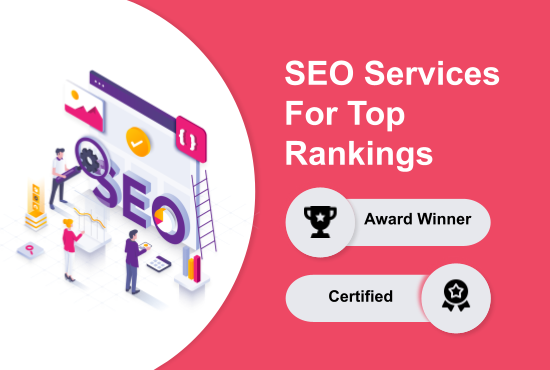 SEO Services
For Top
Rankings
{ }
SEO
Award Winner
Certified